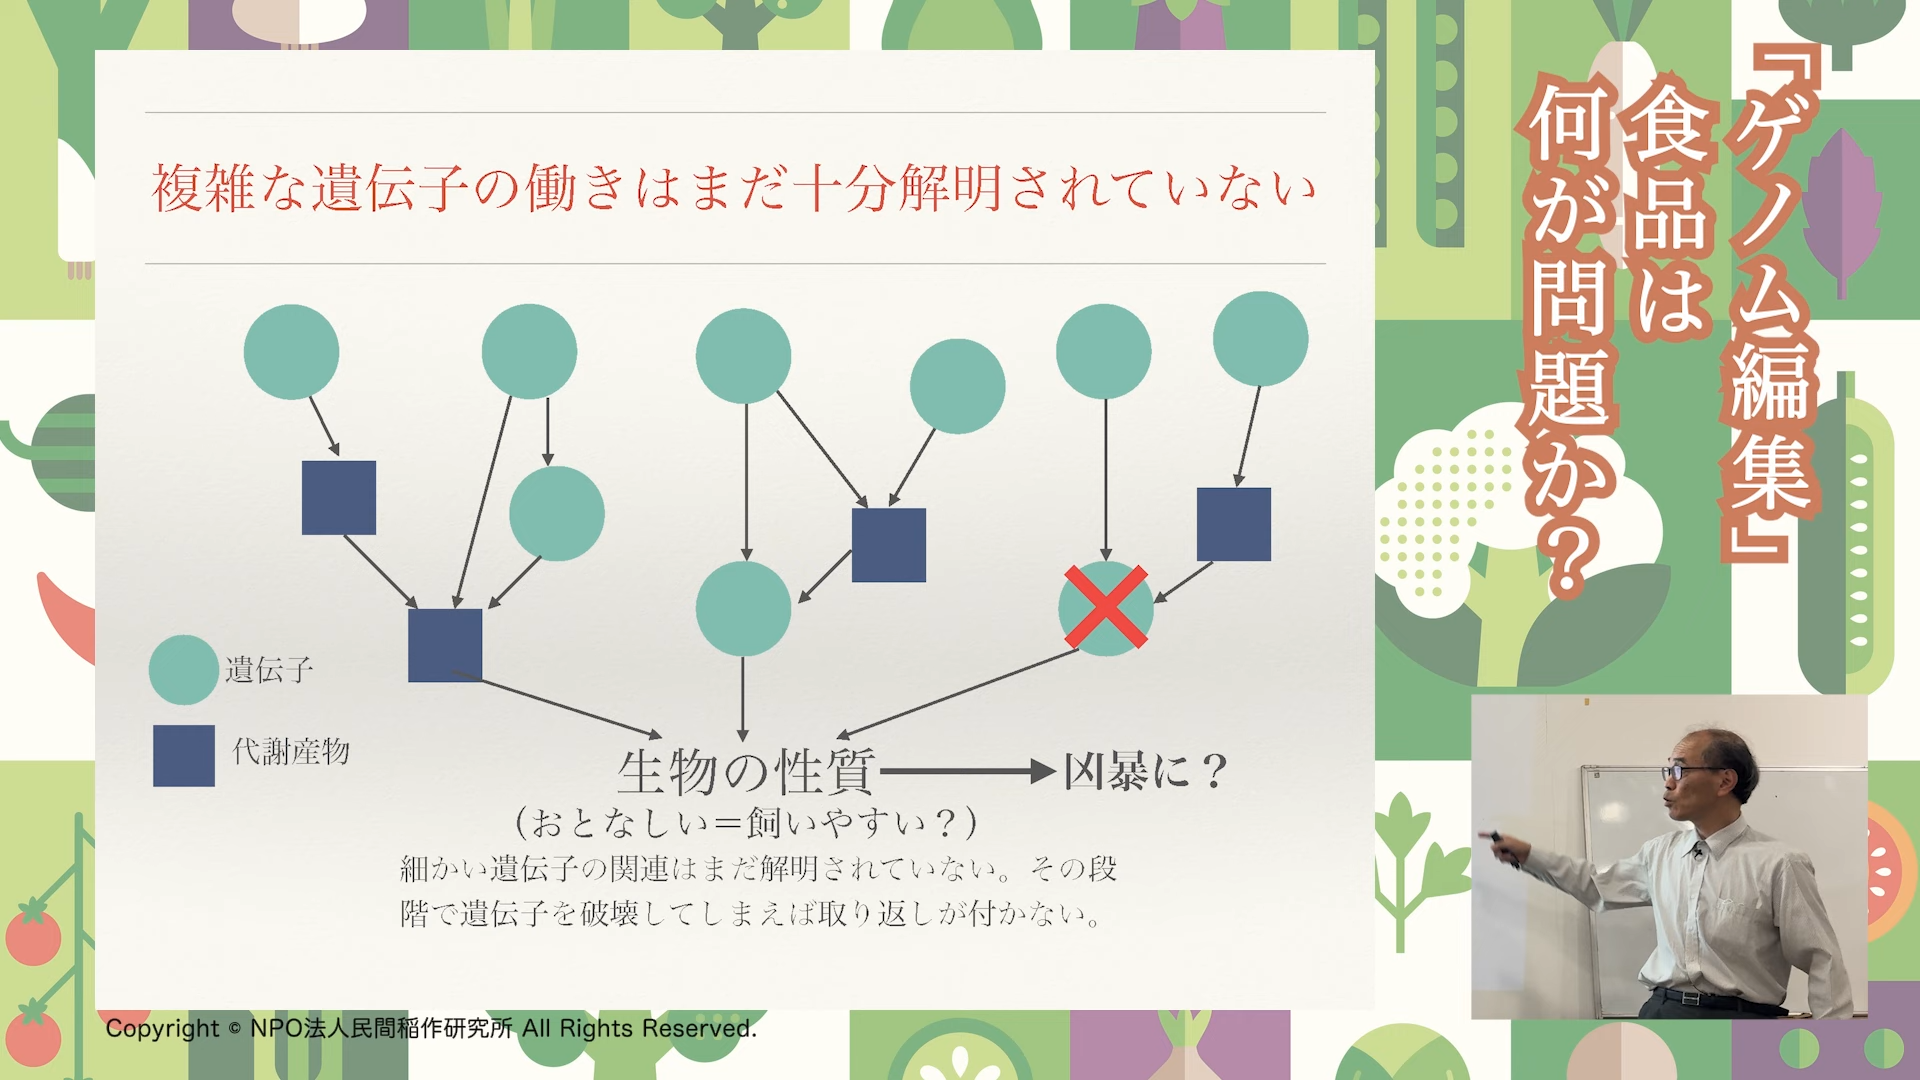 複雑な遺伝子の働きはまだ十分解明されていない
遺伝子
代謝産物
生物の性質
凶暴に？
（おとなしい＝飼いやすい？）
細かい遺伝子の関連はまだ解明されていない。その段
階で遺伝子を破壊してしまえば取り返しが付かない。
『ゲノム編集』
食品は
何が問題か？
Copyright © NPO法人民間稲作研究所 All Rights Reserved.